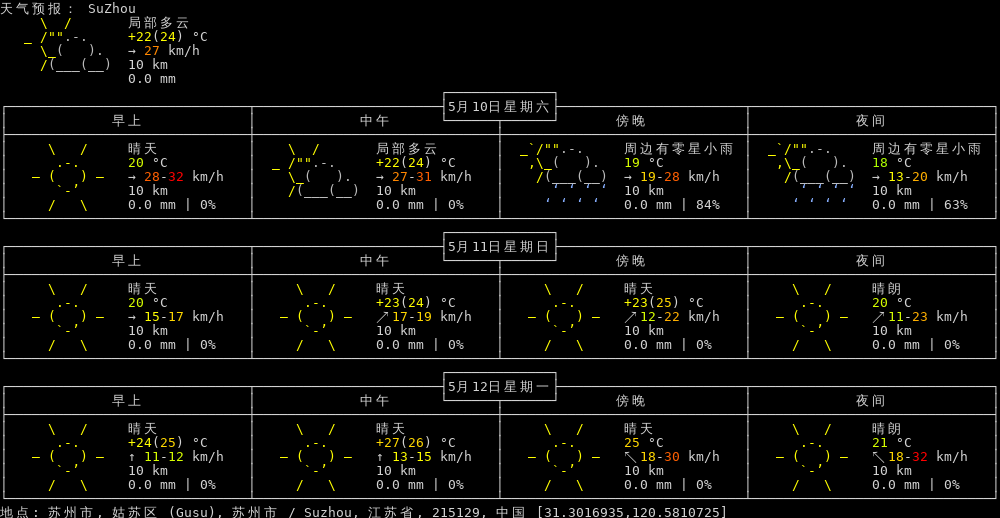 天气预报： SuZhou
局部多云
+22(24) °C
→ 27 km/h
10 km
0.0 mm
5月10日星期六
早上 中午 傍晚 夜间
晴天 局部多云 周边有零星小雨 周边有零星小雨
20 °C +22(24) °C 19 °C 18 °C
→ 28-32 km/h → 27-31 km/h → 19-28 km/h → 13-20 km/h
10 km 10 km 10 km 10 km
0.0 mm | 0% 0.0 mm | 0% 0.0 mm | 84% 0.0 mm | 63%
5月11日星期日
早上 中午 傍晚 夜间
晴天 晴天 晴天 晴朗
20 °C +23(24) °C +23(25) °C 20 °C
→ 15-17 km/h ↗ 17-19 km/h ↗ 12-22 km/h ↗ 11-23 km/h
10 km 10 km 10 km 10 km
0.0 mm | 0% 0.0 mm | 0% 0.0 mm | 0% 0.0 mm | 0%
5月12日星期一
早上 中午 傍晚 夜间
晴天 晴天 晴天 晴朗
+24(25) °C +27(26) °C 25 °C 21 °C
↑ 11-12 km/h ↑ 13-15 km/h ↖ 18-30 km/h ↖ 18-32 km/h
10 km 10 km 10 km 10 km
0.0 mm | 0% 0.0 mm | 0% 0.0 mm | 0% 0.0 mm | 0%
地点: 苏州市, 姑苏区 (Gusu), 苏州市 / Suzhou, 江苏省, 215129, 中国 [31.3016935,120.5810725]